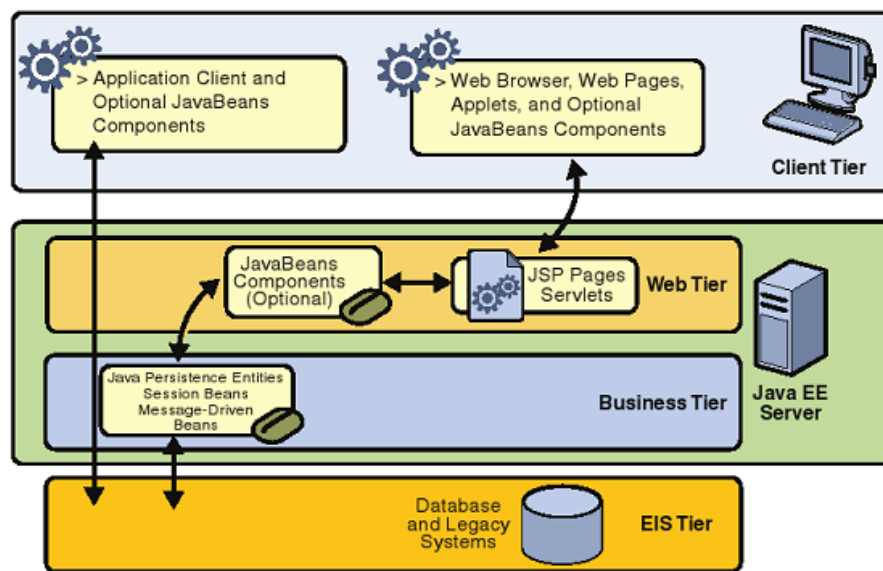 > Application Client and
Optional JavaBeans
Components
> Web Browser, Web Pages,
Applets, and Optional
JavaBeans Components
Client Tier
JavaBeans
Components
(Optional)
JSP Pages
Servlets
Web Tier
Java Persistence Entities
Session Beans
Message-Driven
Beans
Business Tier
Java EE
Server
Database
and Legacy
Systems
EIS Tier